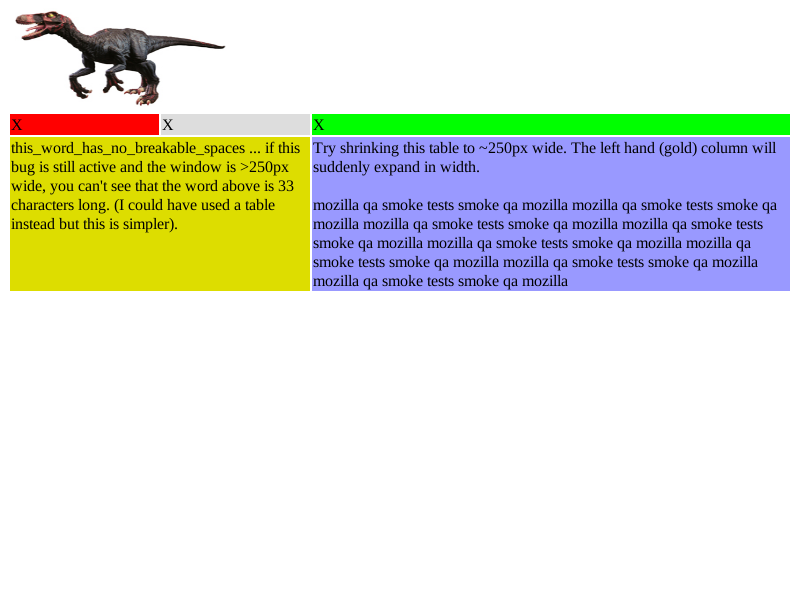 X
X
X
this_word_has_no_breakable_spaces ... if this
bug is still active and the window is >250px
wide, you can't see that the word above is 33
characters long. (I could have used a table
instead but this is simpler).
Try shrinking this table to ~250px wide. The left hand (gold) column will
suddenly expand in width.
mozilla qa smoke tests smoke qa mozilla mozilla qa smoke tests smoke qa
mozilla mozilla qa smoke tests smoke qa mozilla mozilla qa smoke tests
smoke qa mozilla mozilla qa smoke tests smoke qa mozilla mozilla qa
smoke tests smoke qa mozilla mozilla qa smoke tests smoke qa mozilla
mozilla qa smoke tests smoke qa mozilla